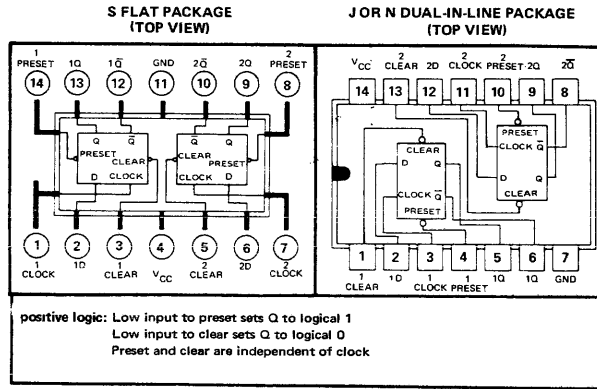 S FLAT PACKAGE
(TOP VIEW)
1 PRESET 1Q 1Q̅ GND 2Q̅ 2Q 2 PRESET
14 13 12 11 10 9 8
Q Q̅ Q̅ Q
PRESET CLEAR CLEAR PRESET
D CLOCK CLOCK D
1 2 3 4 5 6 7
1 CLOCK 1D 1 CLEAR VCC 2 CLEAR 2D 2 CLOCK
J OR N DUAL-IN-LINE PACKAGE
(TOP VIEW)
VCC 2 CLEAR 2D 2 CLOCK 2 PRESET 2Q 2Q̅
14 13 12 11 10 9 8
PRESET
CLOCK Q̅
D Q
CLEAR
CLEAR
D Q
CLOCK Q̅
PRESET
1 2 3 4 5 6 7
1 CLEAR 1D 1 CLOCK 1 PRESET 1Q 1Q GND
positive logic: Low input to preset sets Q to logical 1
Low input to clear sets Q to logical 0
Preset and clear are independent of clock